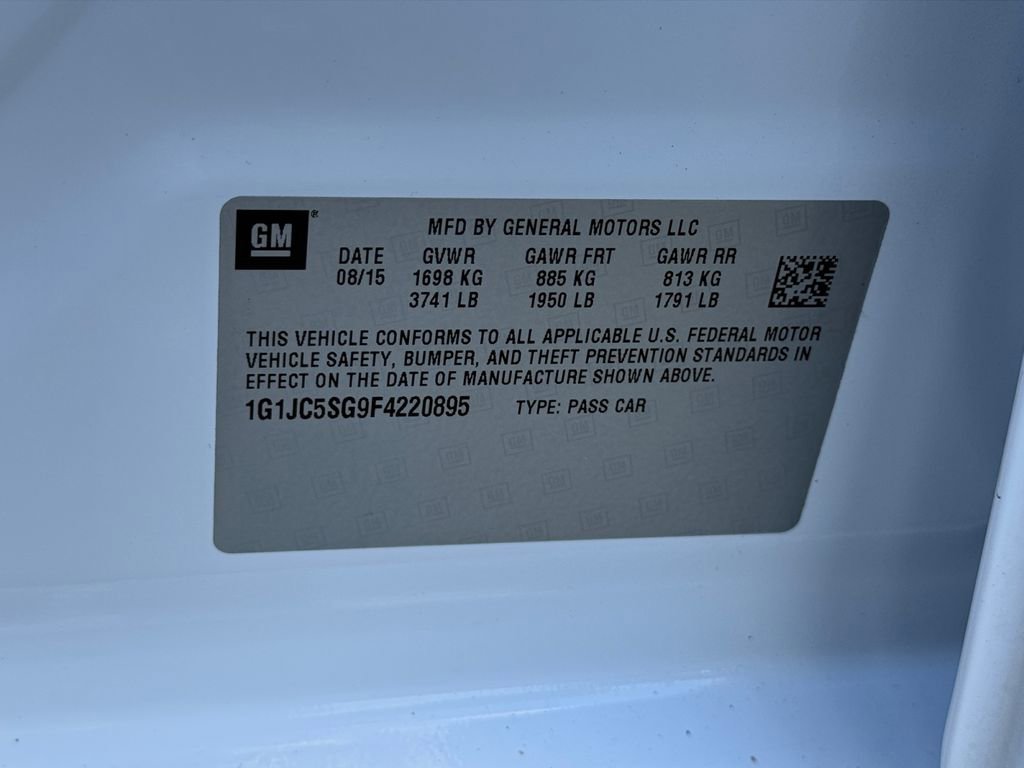 GM®
MFD BY GENERAL MOTORS LLC
DATE GVWR GAWR FRT GAWR RR
08/15 1698 KG 885 KG 813 KG
3741 LB 1950 LB 1791 LB
THIS VEHICLE CONFORMS TO ALL APPLICABLE U.S. FEDERAL MOTOR
VEHICLE SAFETY, BUMPER, AND THEFT PREVENTION STANDARDS IN
EFFECT ON THE DATE OF MANUFACTURE SHOWN ABOVE.
1G1JC5SG9F4220895 TYPE: PASS CAR